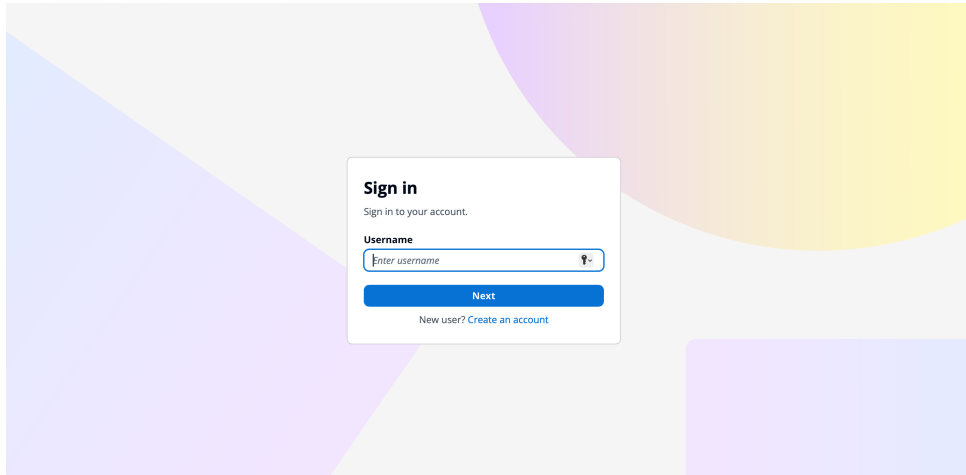 Sign in
Sign in to your account.
Username
Enter username
Next
New user? Create an account